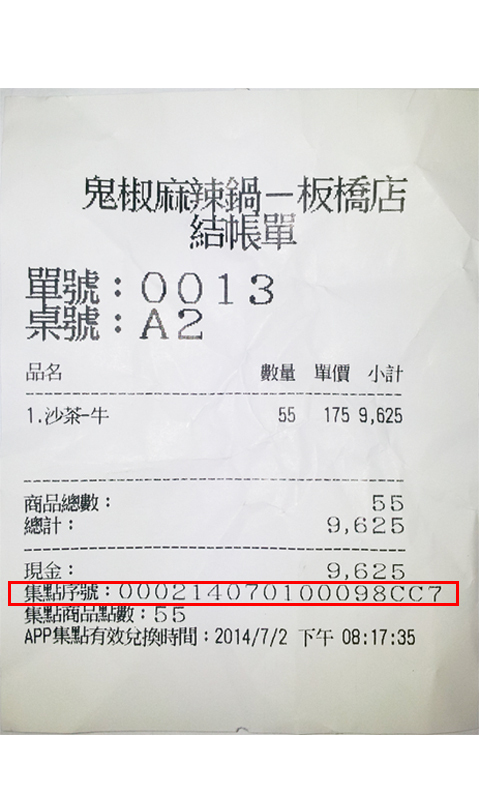 鬼椒麻辣鍋－板橋店
結帳單
單號：0013
桌號：A2
品名 數量 單價 小計
1.沙茶-牛 55 175 9,625
商品總數： 55
總計： 9,625
現金： 9,625
集點序號：000214070100098CC7
集點商品點數：55
APP集點有效兌換時間：2014/7/2 下午 08:17:35